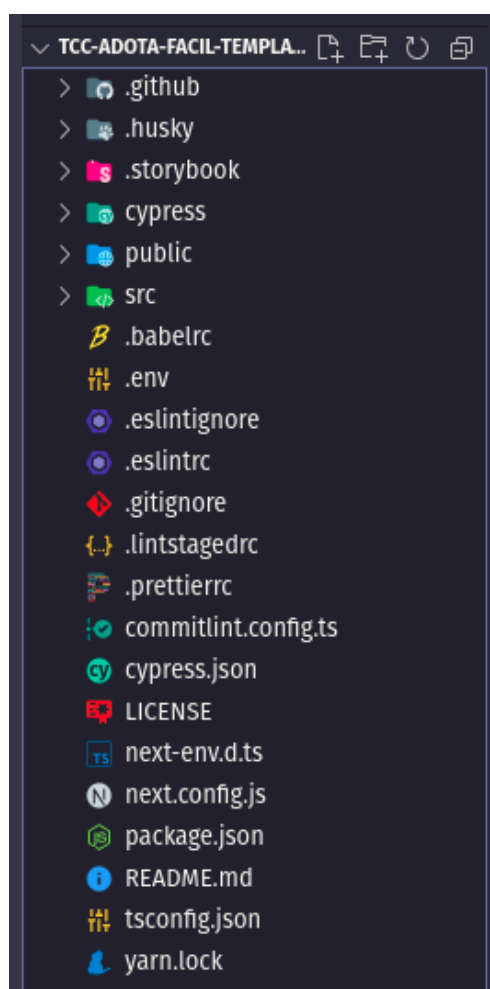 TCC-ADOTA-FACIL-TEMPLA...
.github
.husky
.storybook
cypress
public
src
.babelrc
.env
.eslintignore
.eslintrc
.gitignore
.lintstagedrc
.prettierrc
commitlint.config.ts
cypress.json
LICENSE
next-env.d.ts
next.config.js
package.json
README.md
tsconfig.json
yarn.lock